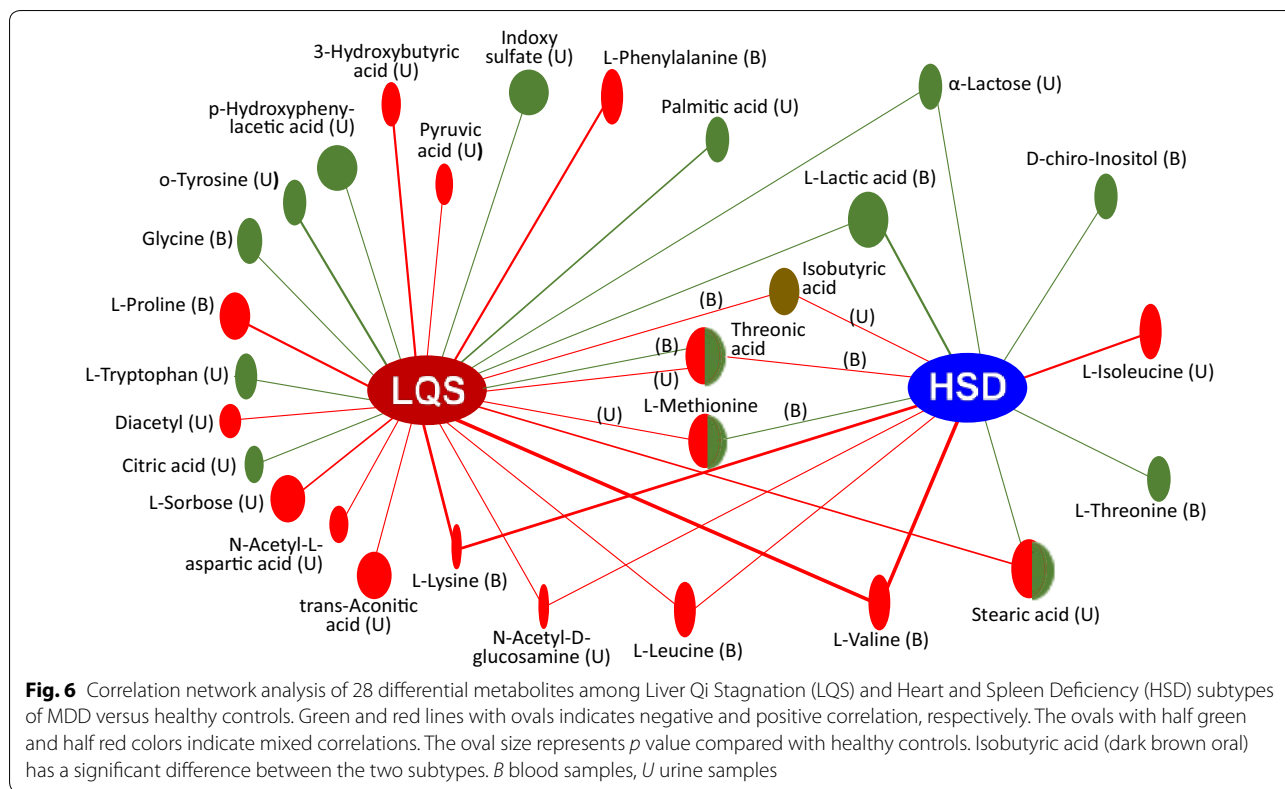 3-Hydroxybutyric
acid (U)
Indoxy
sulfate (U)
L-Phenylalanine (B)
α-Lactose (U)
p-Hydroxypheny-
lacetic acid (U)
Pyruvic
acid (U)
Palmitic acid (U)
D-chiro-Inositol (B)
o-Tyrosine (U)
L-Lactic acid (B)
Glycine (B)
Isobutyric
acid
L-Proline (B)
(B)
(U)
Threonic
acid
(B)
(B)
(U)
L-Tryptophan (U)
LQS
HSD
L-Isoleucine (U)
L-Methionine
(U)
(B)
Diacetyl (U)
Citric acid (U)
L-Sorbose (U)
L-Threonine (B)
N-Acetyl-L-
aspartic acid (U)
trans-Aconitic
acid (U)
L-Lysine (B)
N-Acetyl-D-
glucosamine (U)
L-Leucine (B)
L-Valine (B)
Stearic acid (U)
Fig. 6 Correlation network analysis of 28 differential metabolites among Liver Qi Stagnation (LQS) and Heart and Spleen Deficiency (HSD) subtypes
of MDD versus healthy controls. Green and red lines with ovals indicates negative and positive correlation, respectively. The ovals with half green
and half red colors indicate mixed correlations. The oval size represents p value compared with healthy controls. Isobutyric acid (dark brown oral)
has a significant difference between the two subtypes. B blood samples, U urine samples